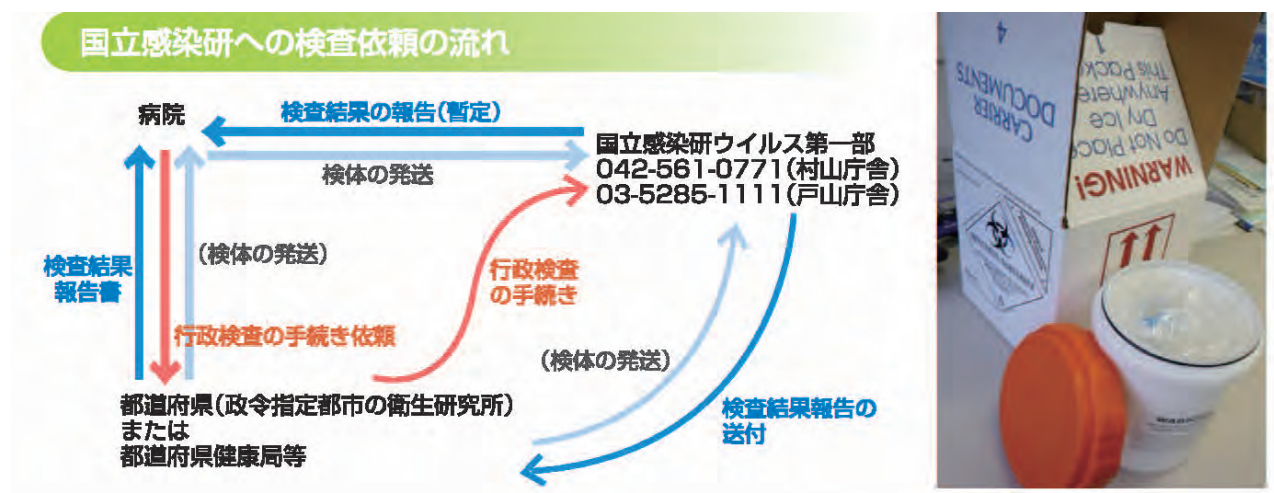 国立感染研への検査依頼の流れ
病院
検査結果の報告(暫定)
検体の発送
国立感染研ウイルス第一部
042-561-0771(村山庁舎)
03-5285-1111(戸山庁舎)
(検体の発送)
検査結果
報告書
行政検査
の手続き
行政検査の手続き依頼
(検体の発送)
都道府県(政令指定都市の衛生研究所)
または
都道府県健康局等
検査結果報告の
送付
4
CARRIER
DOCUMENTS
WARNING!
Do Not Place
Dry Ice
Anywhere
This Pack
1